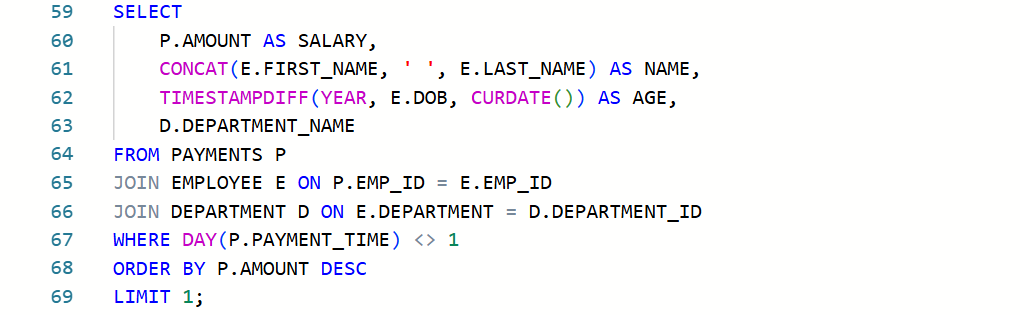 59 SELECT
60 P.AMOUNT AS SALARY,
61 CONCAT(E.FIRST_NAME, ' ', E.LAST_NAME) AS NAME,
62 TIMESTAMPDIFF(YEAR, E.DOB, CURDATE()) AS AGE,
63 D.DEPARTMENT_NAME
64 FROM PAYMENTS P
65 JOIN EMPLOYEE E ON P.EMP_ID = E.EMP_ID
66 JOIN DEPARTMENT D ON E.DEPARTMENT = D.DEPARTMENT_ID
67 WHERE DAY(P.PAYMENT_TIME) <> 1
68 ORDER BY P.AMOUNT DESC
69 LIMIT 1;